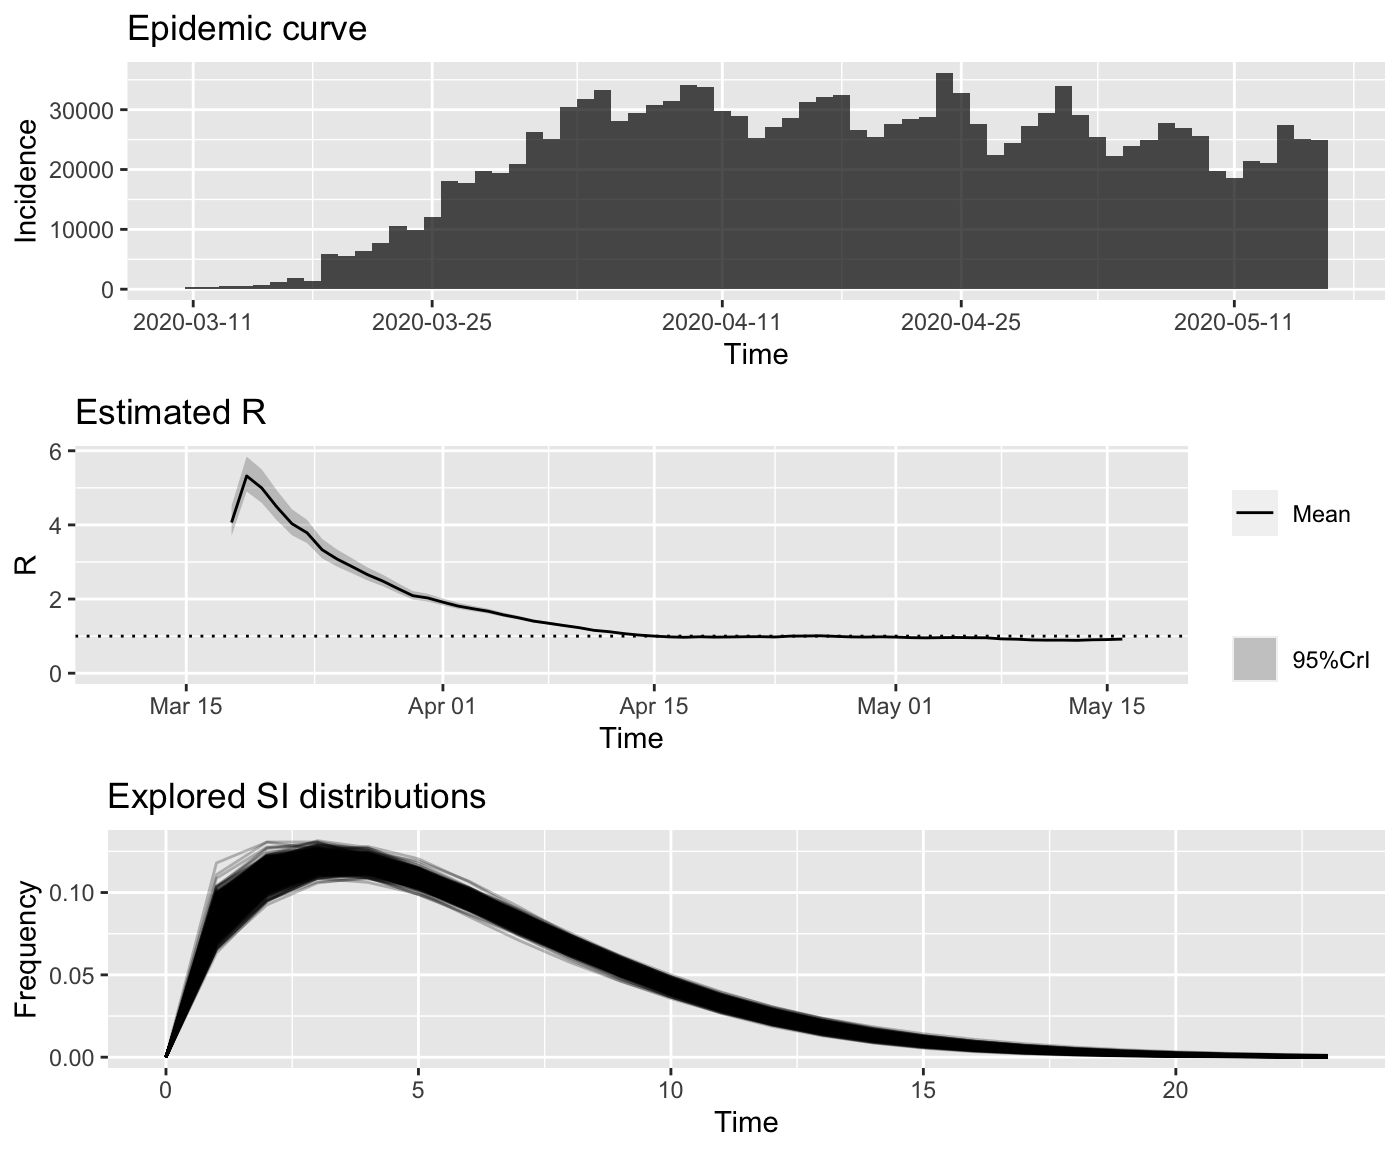 Epidemic curve
30000
20000
10000
0
Incidence
2020-03-11 2020-03-25 2020-04-11 2020-04-25 2020-05-11
Time
Estimated R
6
4
2
0
R
Mar 15 Apr 01 Apr 15 May 01 May 15
Time
Mean
95%CrI
Explored SI distributions
0.10
0.05
0.00
Frequency
0 5 10 15 20
Time